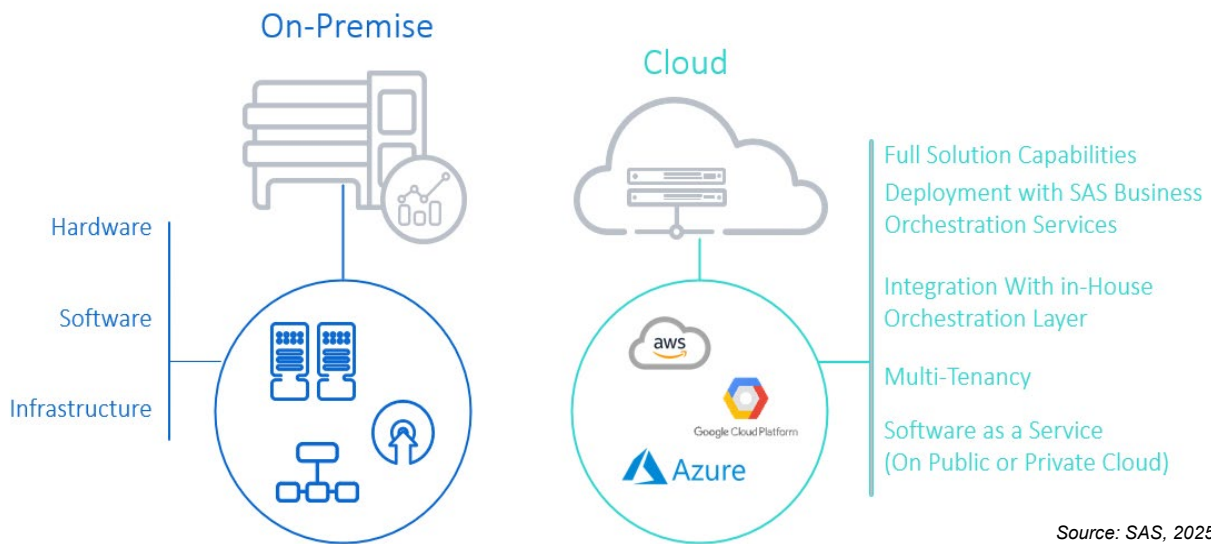 On-Premise
Hardware
Software
Infrastructure
Cloud
aws
Google Cloud Platform
Azure
Full Solution Capabilities
Deployment with SAS Business
Orchestration Services
Integration With in-House
Orchestration Layer
Multi-Tenancy
Software as a Service
(On Public or Private Cloud)
Source: SAS, 2025